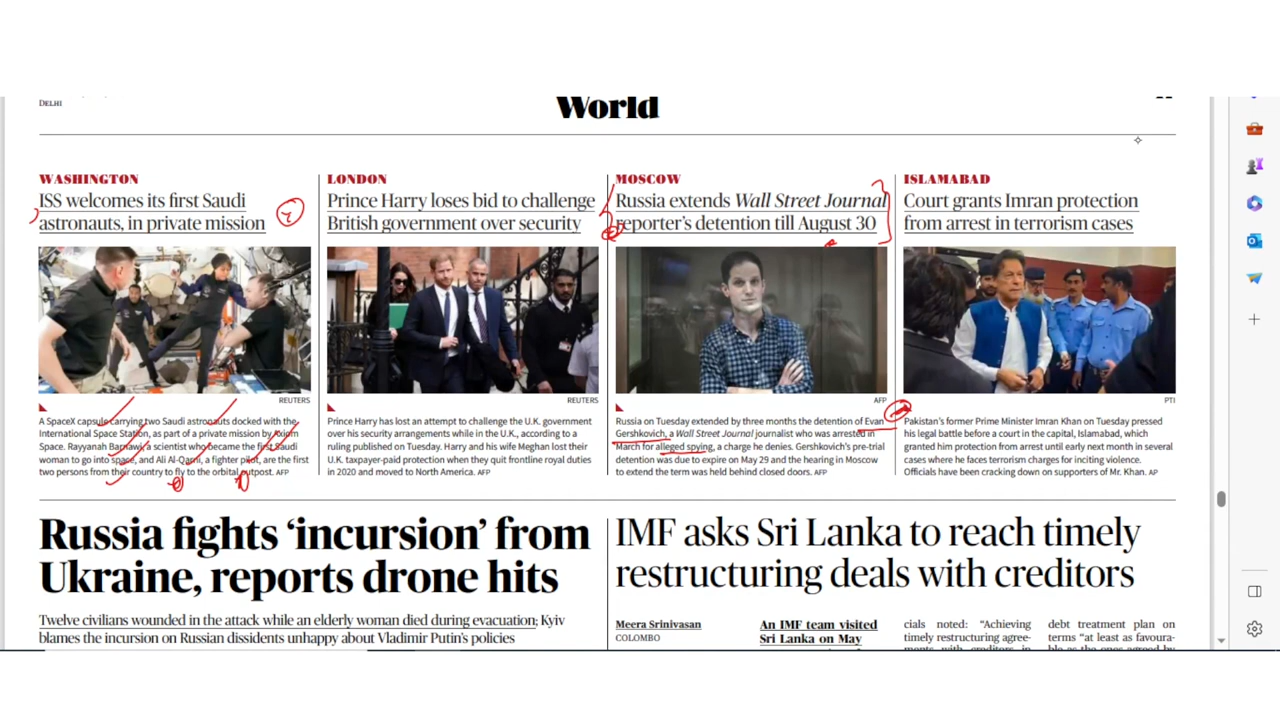 DELHI
World
WASHINGTON
ISS welcomes its first Saudi
astronauts, in private mission
REUTERS
A SpaceX capsule carrying two Saudi astronauts docked with the
International Space Station, as part of a private mission by Axiom
Space. Rayyanah Barnawi, a scientist who became the first Saudi
woman to go into space, and Ali Al-Qarni, a fighter pilot, are the first
two persons from their country to fly to the orbital outpost. AFP
LONDON
Prince Harry loses bid to challenge
British government over security
REUTERS
Prince Harry has lost an attempt to challenge the U.K. government
over his security arrangements while in the U.K., according to a
ruling published on Tuesday. Harry and his wife Meghan lost their
U.K. taxpayer-paid protection when they quit frontline royal duties
in 2020 and moved to North America. AFP
MOSCOW
Russia extends Wall Street Journal
reporter’s detention till August 30
AFP
Russia on Tuesday extended by three months the detention of Evan
Gershkovich, a Wall Street Journal journalist who was arrested in
March for alleged spying, a charge he denies. Gershkovich’s pre-trial
detention was due to expire on May 29 and the hearing in Moscow
to extend the term was held behind closed doors. AFP
ISLAMABAD
Court grants Imran protection
from arrest in terrorism cases
PTI
Pakistan’s former Prime Minister Imran Khan on Tuesday pressed
his legal battle before a court in the capital, Islamabad, which
granted him protection from arrest until early next month in several
cases where he faces terrorism charges for inciting violence.
Officials have been cracking down on supporters of Mr. Khan. AP
Russia fights ‘incursion’ from
Ukraine, reports drone hits
Twelve civilians wounded in the attack while an elderly woman died during evacuation; Kyiv
blames the incursion on Russian dissidents unhappy about Vladimir Putin’s policies
IMF asks Sri Lanka to reach timely
restructuring deals with creditors
Meera Srinivasan
COLOMBO
An IMF team visited
Sri Lanka on May
cials noted: “Achieving
timely restructuring agree-
ments with creditors in
debt treatment plan on
terms “at least as favoura-
ble as the ones agreed by